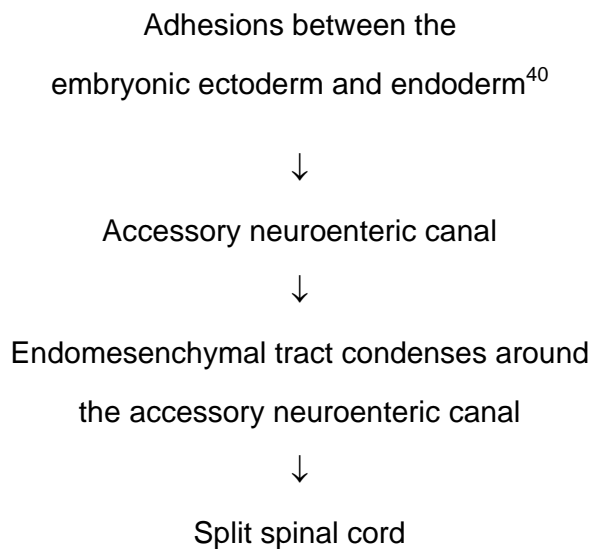 Adhesions between the
embryonic ectoderm and endoderm⁴⁰
↓
Accessory neuroenteric canal
↓
Endomesenchymal tract condenses around
the accessory neuroenteric canal
↓
Split spinal cord